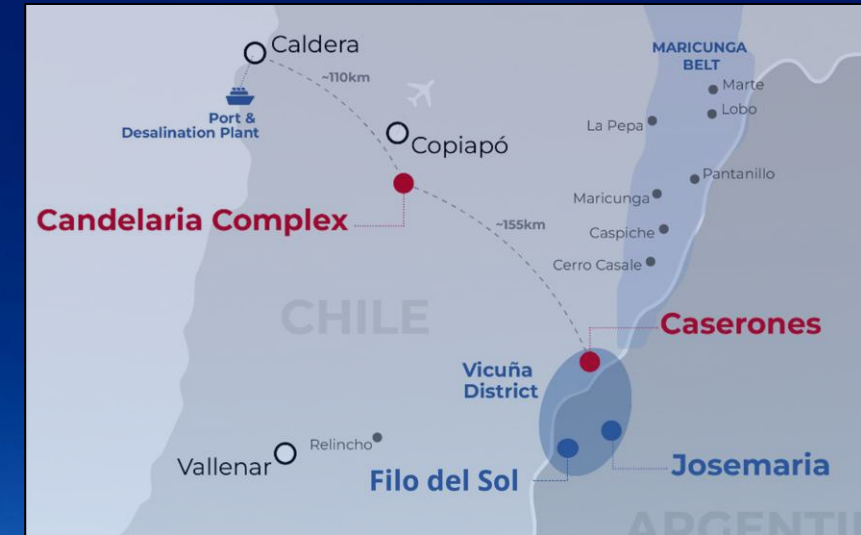 Caldera
~110km
Port &
Desalination Plant
Copiapó
MARICUNGA
BELT
Marte
Lobo
La Pepa
Pantanillo
Maricunga
Caspiche
Cerro Casale
Candelaria Complex
~155km
CHILE
Caserones
Vicuña
District
Relincho
Vallenar
Filo del Sol
Josemaria
ARGENTI